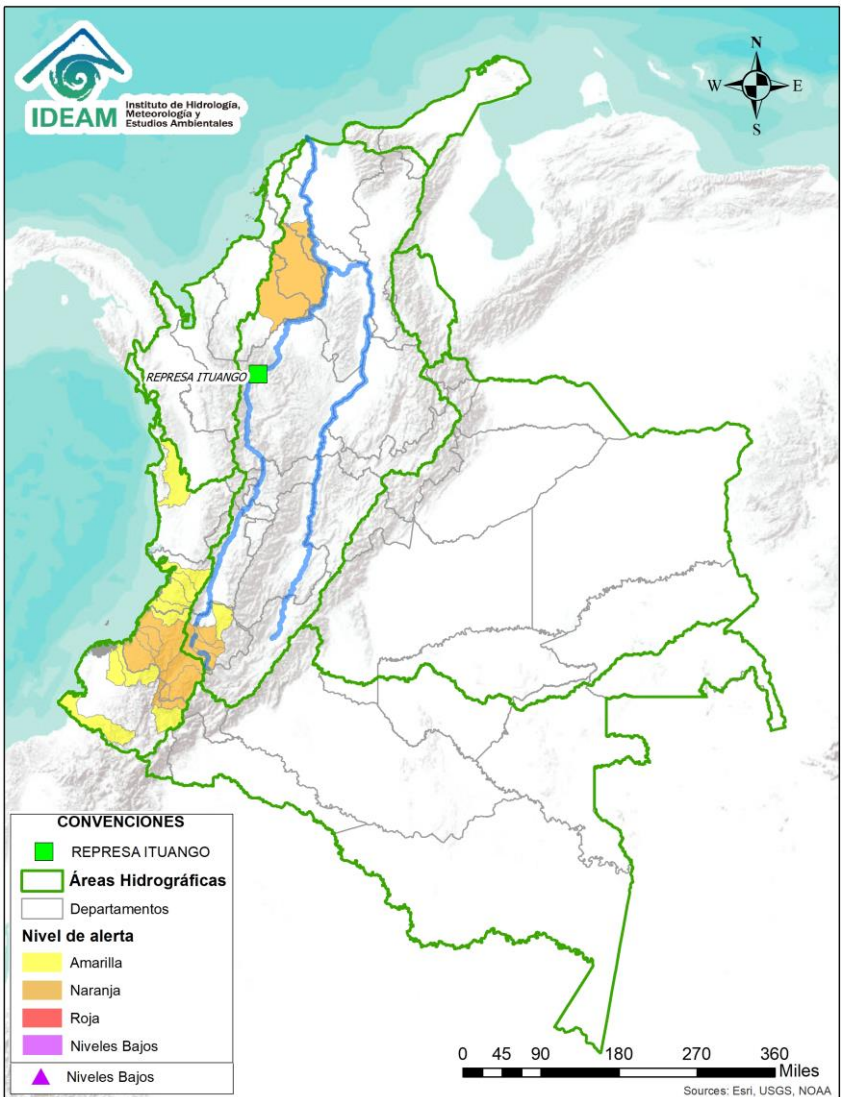 IDEAM
Instituto de Hidrología,
Meteorología y
Estudios Ambientales
N
W
E
S
REPRESA ITUANGO
CONVENCIONES
REPRESA ITUANGO
Áreas Hidrográficas
Departamentos
Nivel de alerta
Amarilla
Naranja
Roja
Niveles Bajos
Niveles Bajos
0 45 90 180 270 360
Miles
Sources: Esri, USGS, NOAA